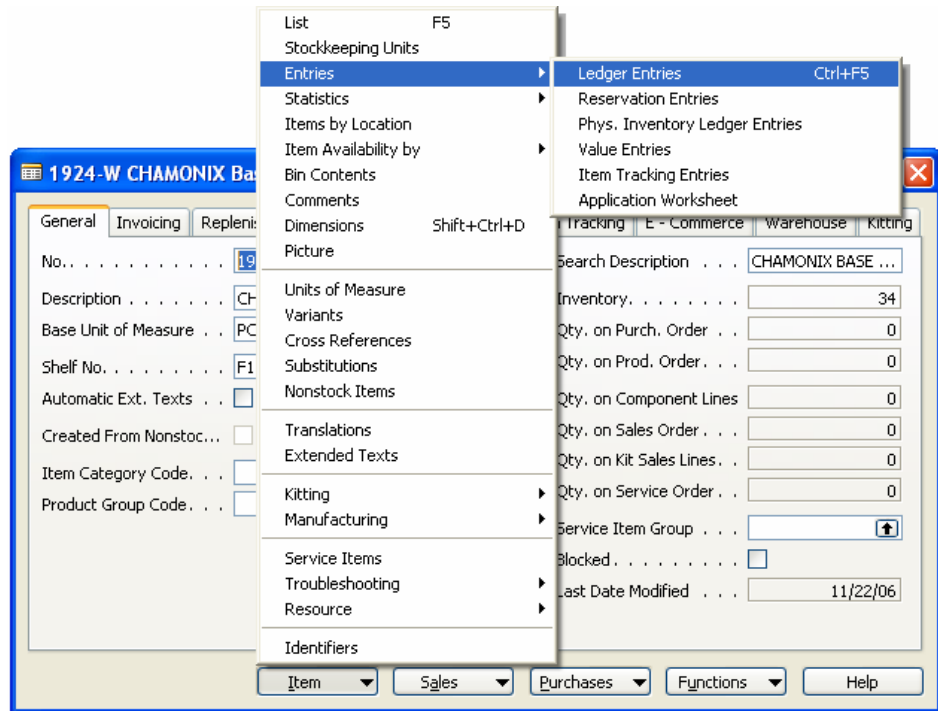 List F5
Stockkeeping Units
Entries
Statistics
Items by Location
Item Availability by
Bin Contents
Comments
Dimensions Shift+Ctrl+D
Picture
Units of Measure
Variants
Cross References
Substitutions
Nonstock Items
Translations
Extended Texts
Kitting
Manufacturing
Service Items
Troubleshooting
Resource
Identifiers
Ledger Entries Ctrl+F5
Reservation Entries
Phys. Inventory Ledger Entries
Value Entries
Item Tracking Entries
Application Worksheet
1924-W CHAMONIX Ba
General Invoicing Replenis Tracking E - Commerce Warehouse Kitting
No.. . . . . . . . . . . . 19
Description . . . . . . . CH
Base Unit of Measure . . PC
Shelf No. . . . . . . . . F1
Automatic Ext. Texts . .
Created From Nonstoc...
Item Category Code. . .
Product Group Code. . .
Search Description . . . CHAMONIX BASE ...
Inventory. . . . . . . . 34
Qty. on Purch. Order . . 0
Qty. on Prod. Order. . . 0
Qty. on Component Lines 0
Qty. on Sales Order . . . 0
Qty. on Kit Sales Lines. . 0
Qty. on Service Order . . 0
Service Item Group . . .
Blocked. . . . . . . . .
Last Date Modified . . . 11/22/06
Item Sales Purchases Functions Help